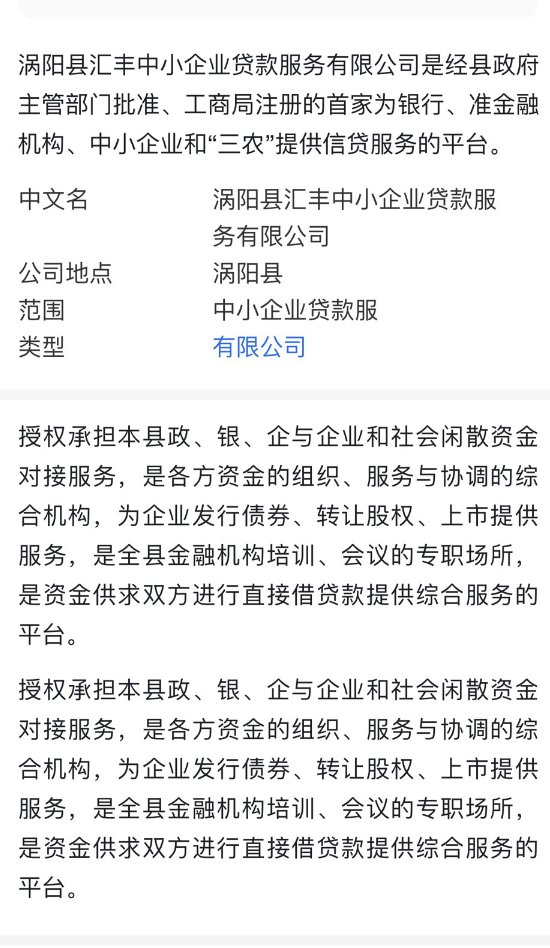 涡阳县汇丰中小企业贷款服务有限公司是经县政府
主管部门批准、工商局注册的首家为银行、准金融
机构、中小企业和“三农”提供信贷服务的平台。
中文名 涡阳县汇丰中小企业贷款服
务有限公司
公司地点 涡阳县
范围 中小企业贷款服
类型 有限公司
授权承担本县政、银、企与企业和社会闲散资金
对接服务，是各方资金的组织、服务与协调的综
合机构，为企业发行债券、转让股权、上市提供
服务，是全县金融机构培训、会议的专职场所，
是资金供求双方进行直接借贷款提供综合服务的
平台。
授权承担本县政、银、企与企业和社会闲散资金
对接服务，是各方资金的组织、服务与协调的综
合机构，为企业发行债券、转让股权、上市提供
服务，是全县金融机构培训、会议的专职场所，
是资金供求双方进行直接借贷款提供综合服务的
平台。